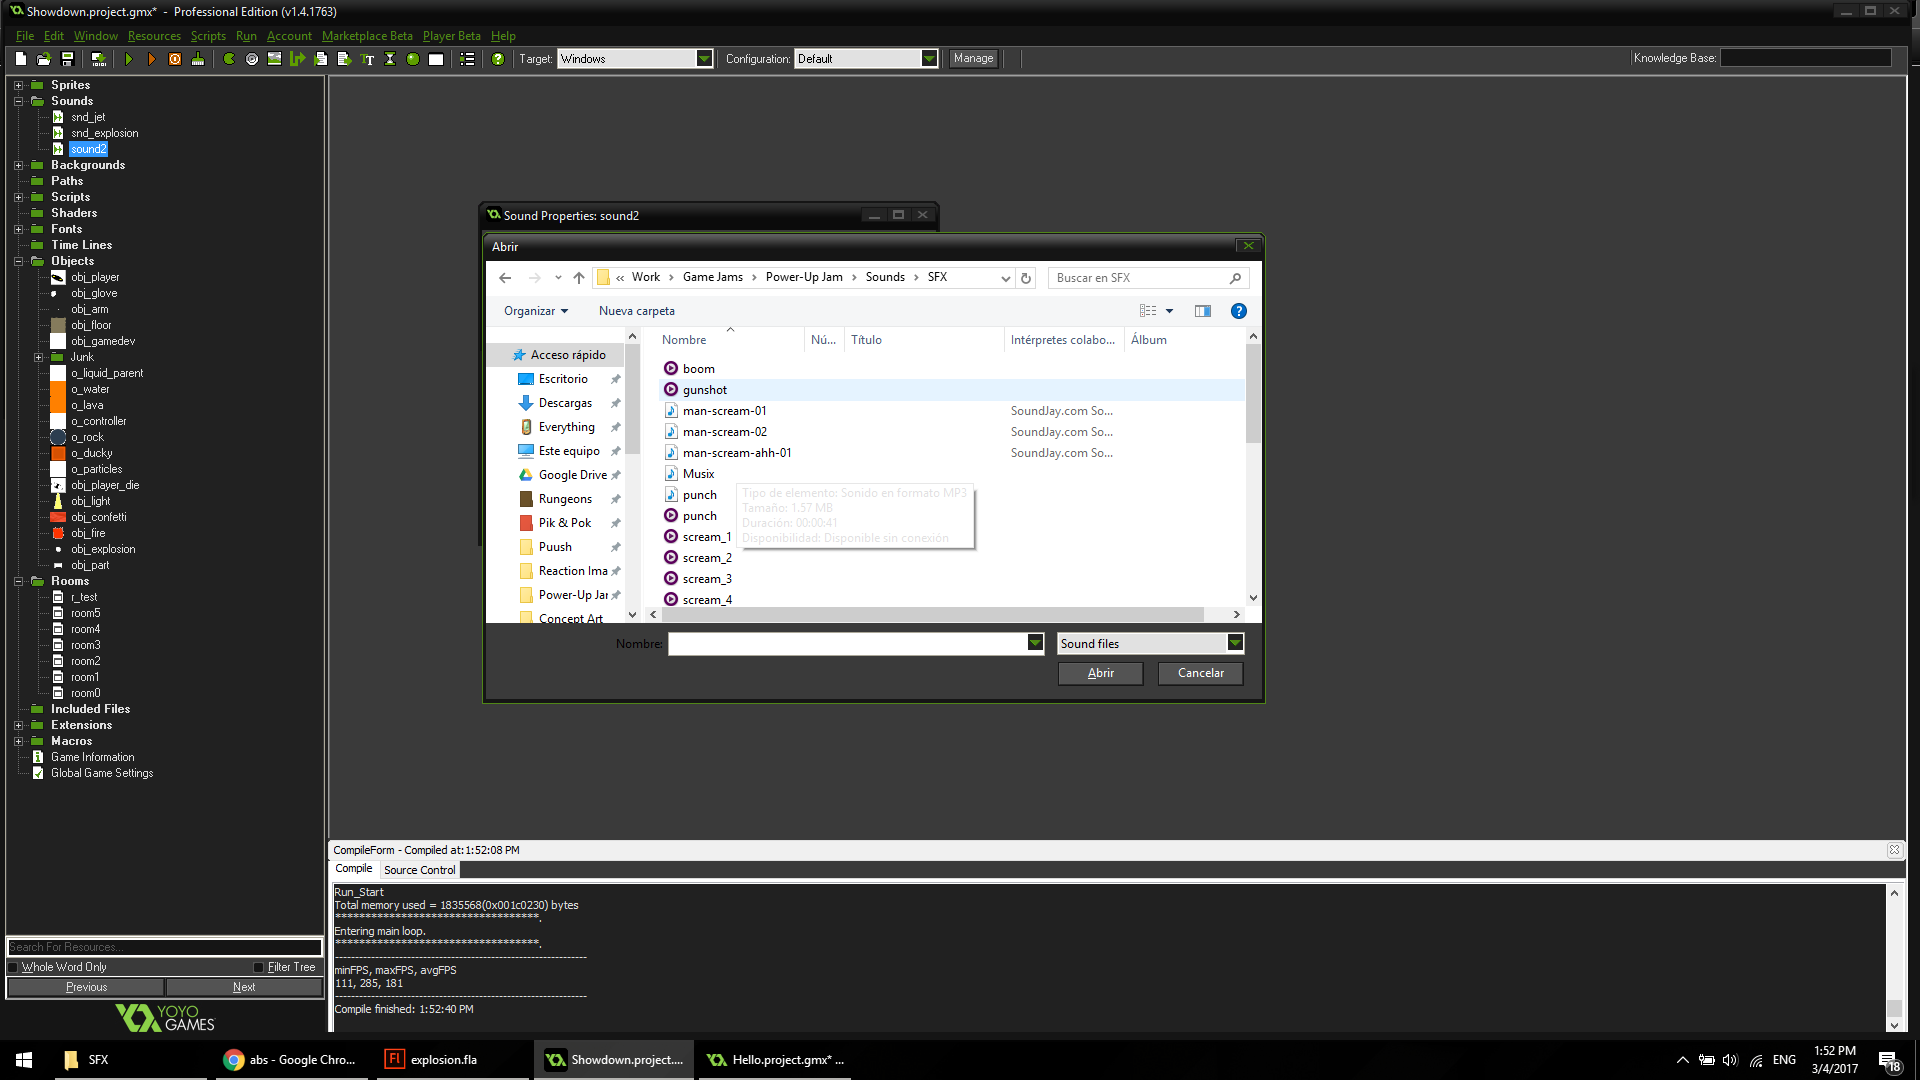 Showdown.project.gmx* - Professional Edition (v1.4.1763)
File Edit Window Resources Scripts Run Account Marketplace Beta Player Beta Help
Target: Windows Configuration: Default Manage Knowledge Base:
Sprites
Sounds
snd_jet
snd_explosion
sound2
Backgrounds
Paths
Scripts
Shaders
Fonts
Time Lines
Objects
obj_player
obj_glove
obj_arm
obj_floor
obj_gamedev
Junk
o_liquid_parent
o_water
o_lava
o_controller
o_rock
o_ducky
o_particles
obj_player_die
obj_light
obj_confetti
obj_fire
obj_explosion
obj_part
Rooms
r_test
room5
room4
room3
room2
room1
room0
Included Files
Extensions
Macros
Game Information
Global Game Settings
Search For Resources...
Whole Word Only Filter Tree
Previous Next
YOYO
GAMES
Sound Properties: sound2
Abrir
« Work › Game Jams › Power-Up Jam › Sounds › SFX
Buscar en SFX
Organizar Nueva carpeta
Acceso rápido
Escritorio
Descargas
Everything
Este equipo
Google Drive
Rungeons
Pik & Pok
Puush
Reaction Ima
Power-Up Jar
Concept Art
Nombre Nú... Título Intérpretes colabo... Álbum
boom
gunshot
man-scream-01 SoundJay.com So...
man-scream-02 SoundJay.com So...
man-scream-ahh-01 SoundJay.com So...
Musix
punch
punch
scream_1
scream_2
scream_3
scream_4
Tipo de elemento: Sonido en formato MP3
Tamaño: 1.57 MB
Duración: 00:00:41
Disponibilidad: Disponible sin conexión
Nombre: Sound files
Abrir Cancelar
CompileForm - Compiled at: 1:52:08 PM
Compile Source Control
Run_Start
Total memory used = 1835568(0x001c0230) bytes
***********************************.
Entering main loop.
***********************************.
---------------------------------------------------------------
minFPS, maxFPS, avgFPS
111, 285, 181
---------------------------------------------------------------
Compile finished: 1:52:40 PM
SFX
abs - Google Chro...
Fl explosion.fla
Showdown.project....
Hello.project.gmx* ...
ENG
1:52 PM
3/4/2017
18